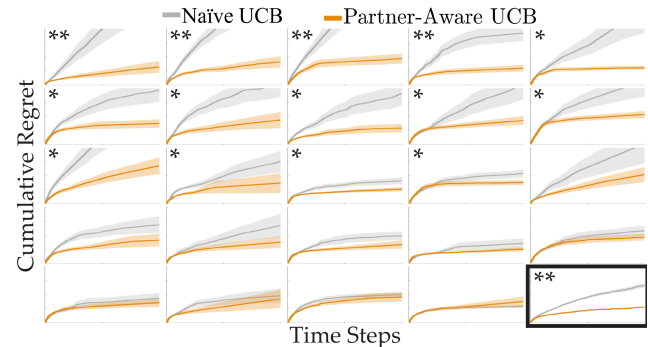 Naïve UCB Partner-Aware UCB
Cumulative Regret
** ** ** ** *
* * * * *
* * * *
**
Time Steps